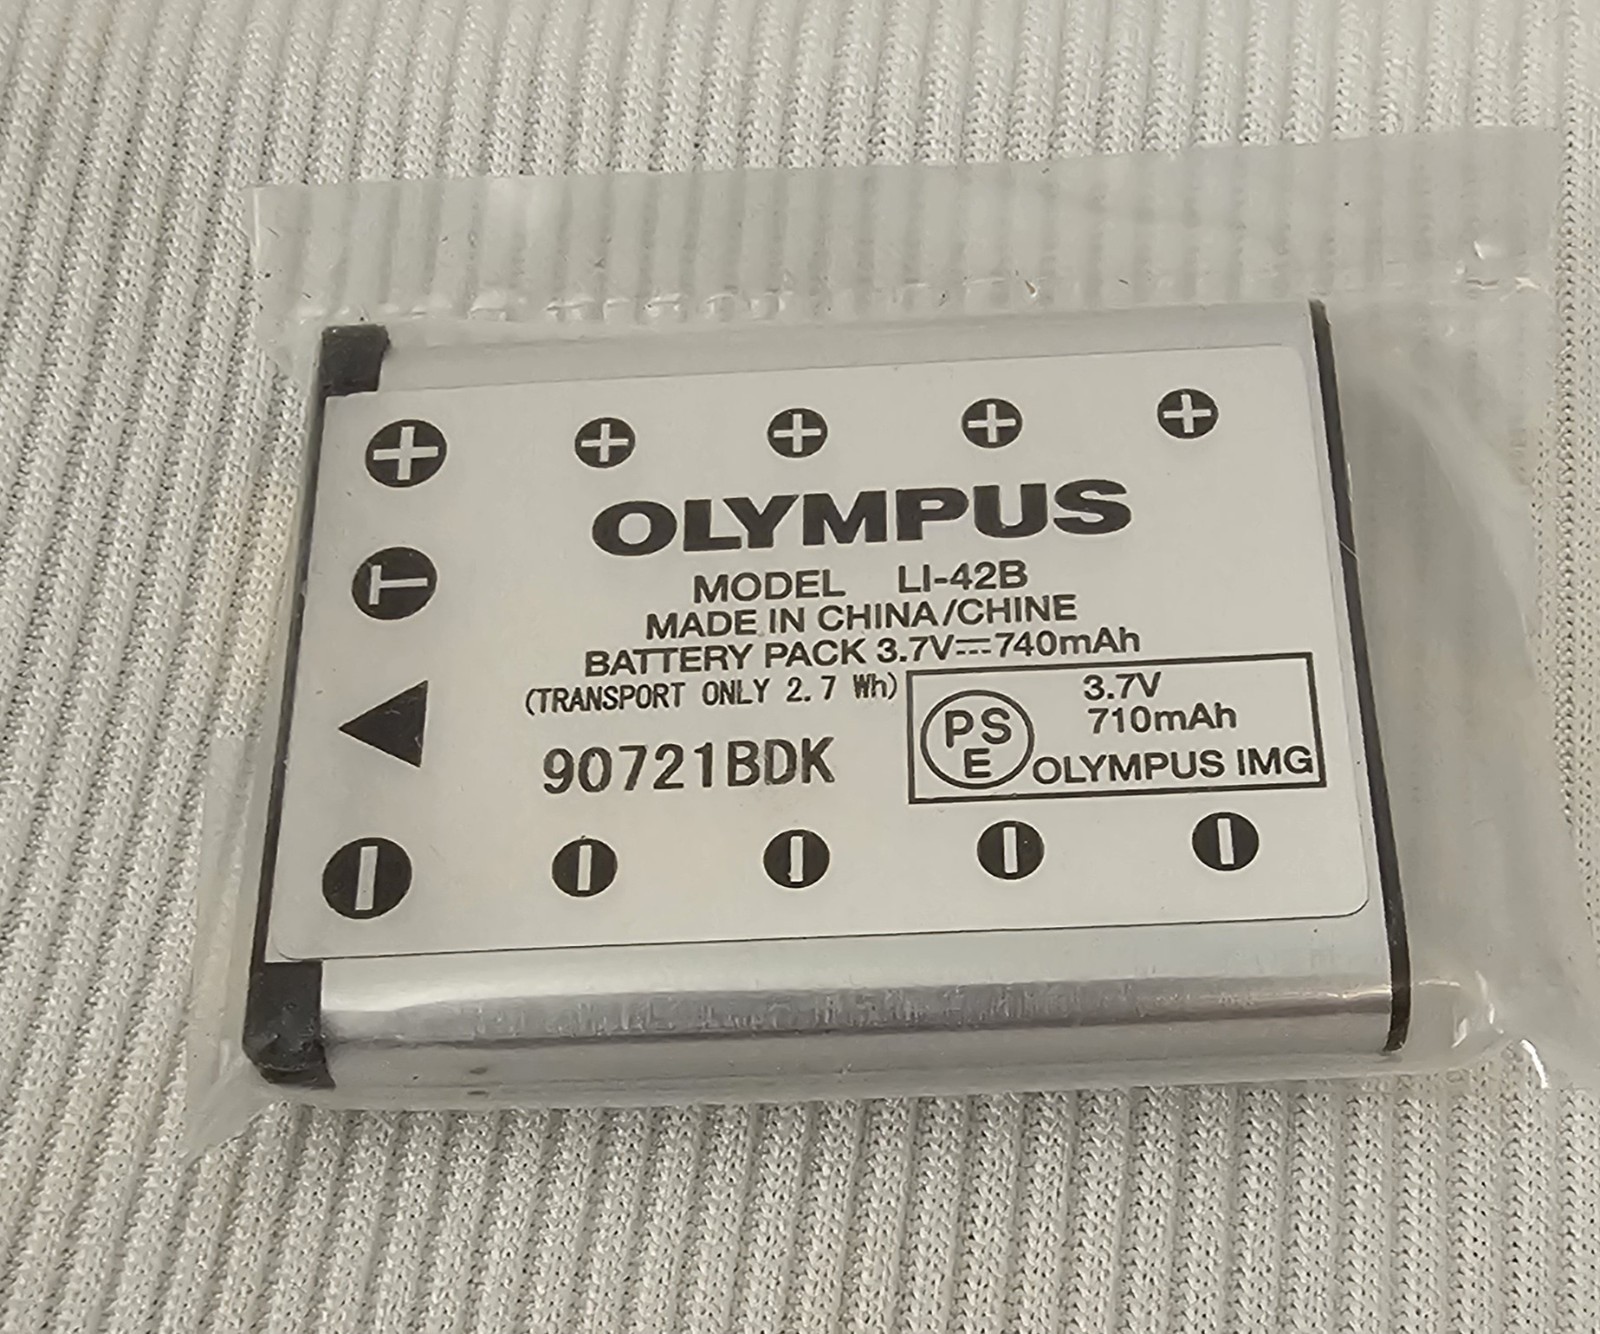 OLYMPUS
T
MODEL LI-42B
MADE IN CHINA/CHINE
BATTERY PACK 3.7V⎓740mAh
(TRANSPORT ONLY 2.7 Wh)
90721BDK
PSE
3.7V
710mAh
OLYMPUS IMG